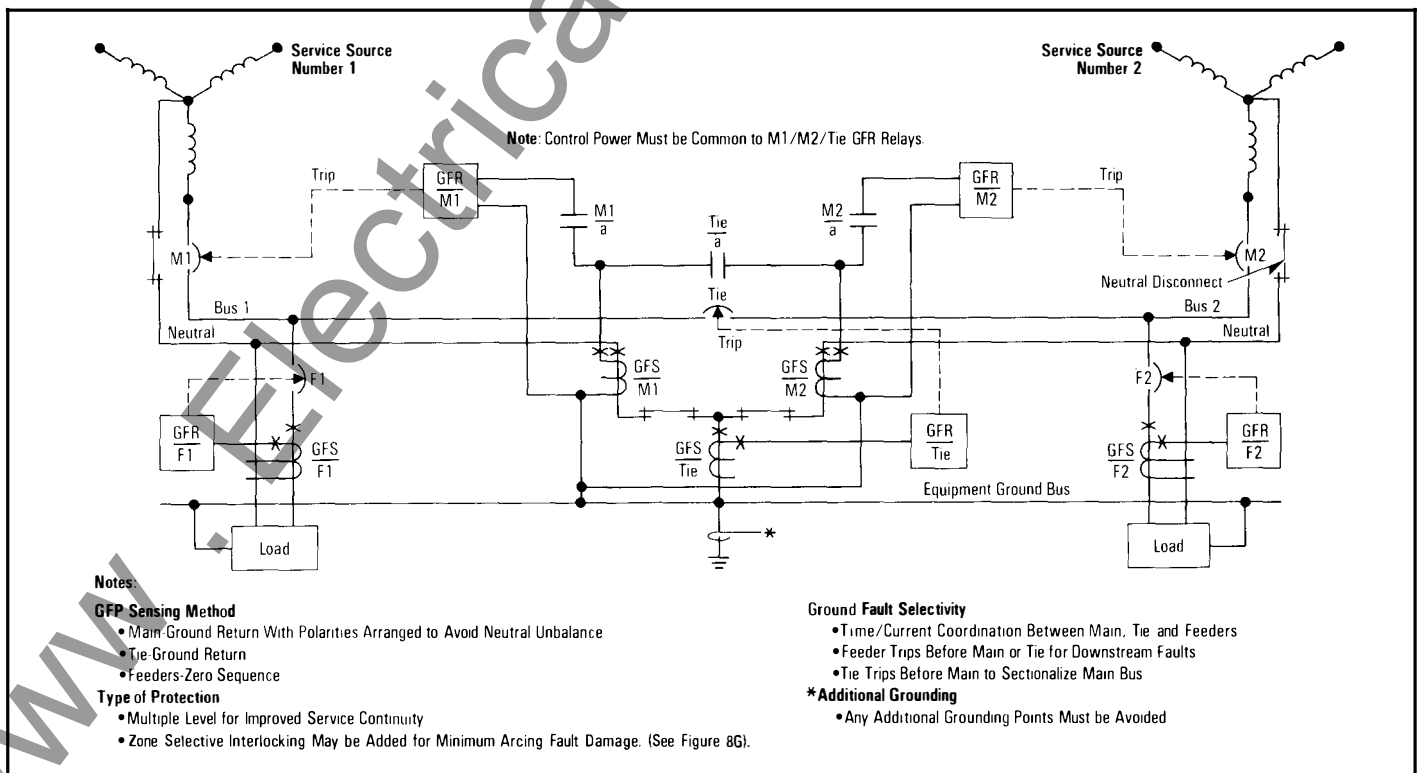 Service Source
Number 1
Service Source
Number 2
Note: Control Power Must be Common to M1/M2/Tie GFR Relays.
Trip
GFR
M1
M1
a
Tie
a
M2
a
GFR
M2
Trip
M1
M2
Neutral Disconnect
Tie
Bus 1
Bus 2
Neutral
Trip
Neutral
F1
GFS
M1
GFS
M2
F2
GFR
F1
GFS
F1
GFS
Tie
GFR
Tie
GFS
F2
GFR
F2
Equipment Ground Bus
Load
*
Load
Notes:
GFP Sensing Method
• Main-Ground Return With Polarities Arranged to Avoid Neutral Unbalance
• Tie-Ground Return
• Feeders-Zero Sequence
Type of Protection
• Multiple Level for Improved Service Continuity
• Zone Selective Interlocking May be Added for Minimum Arcing Fault Damage. (See Figure 8G).
Ground Fault Selectivity
• Time/Current Coordination Between Main, Tie and Feeders
• Feeder Trips Before Main or Tie for Downstream Faults
• Tie Trips Before Main to Sectionalize Main Bus
*Additional Grounding
• Any Additional Grounding Points Must be Avoided
ww . Electrica